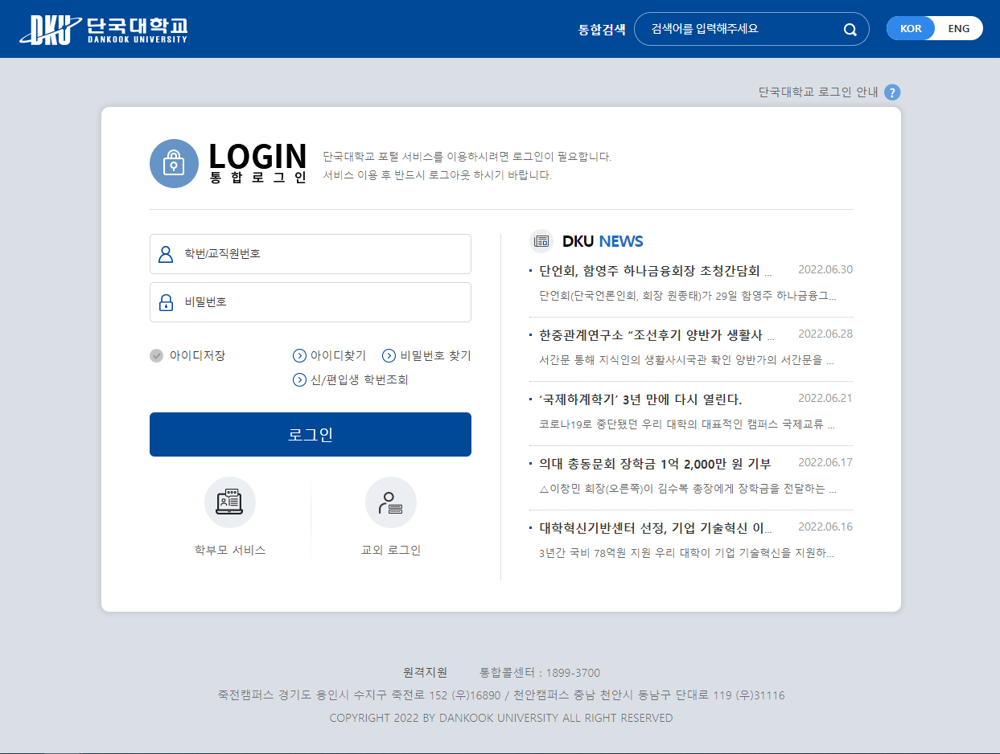 DKU 단국대학교
DANKOOK UNIVERSITY
통합검색
검색어를 입력해주세요
KOR
ENG
단국대학교 로그인 안내 ?
LOGIN
통합로그인
단국대학교 포털 서비스를 이용하시려면 로그인이 필요합니다.
서비스 이용 후 반드시 로그아웃 하시기 바랍니다.
학번/교직원번호
비밀번호
아이디저장
아이디찾기
비밀번호 찾기
신/편입생 학번조회
로그인
학부모 서비스
교외 로그인
DKU NEWS
단언회, 함영주 하나금융회장 초청간담회 ... 2022.06.30
단언회(단국언론인회, 회장 원종태)가 29일 함영주 하나금융그...
한중관계연구소 “조선후기 양반가 생활사 ... 2022.06.28
서간문 통해 지식인의 생활사시국관 확인 양반가의 서간문을 ...
‘국제하계학기’ 3년 만에 다시 열린다. 2022.06.21
코로나19로 중단됐던 우리 대학의 대표적인 캠퍼스 국제교류 ...
의대 총동문회 장학금 1억 2,000만 원 기부 2022.06.17
△이창민 회장(오른쪽)이 김수복 총장에게 장학금을 전달하는 ...
대학혁신기반센터 선정, 기업 기술혁신 이... 2022.06.16
3년간 국비 78억원 지원 우리 대학이 기업 기술혁신을 지원하...
원격지원 통합콜센터 : 1899-3700
죽전캠퍼스 경기도 용인시 수지구 죽전로 152 (우)16890 / 천안캠퍼스 충남 천안시 동남구 단대로 119 (우)31116
COPYRIGHT 2022 BY DANKOOK UNIVERSITY ALL RIGHT RESERVED